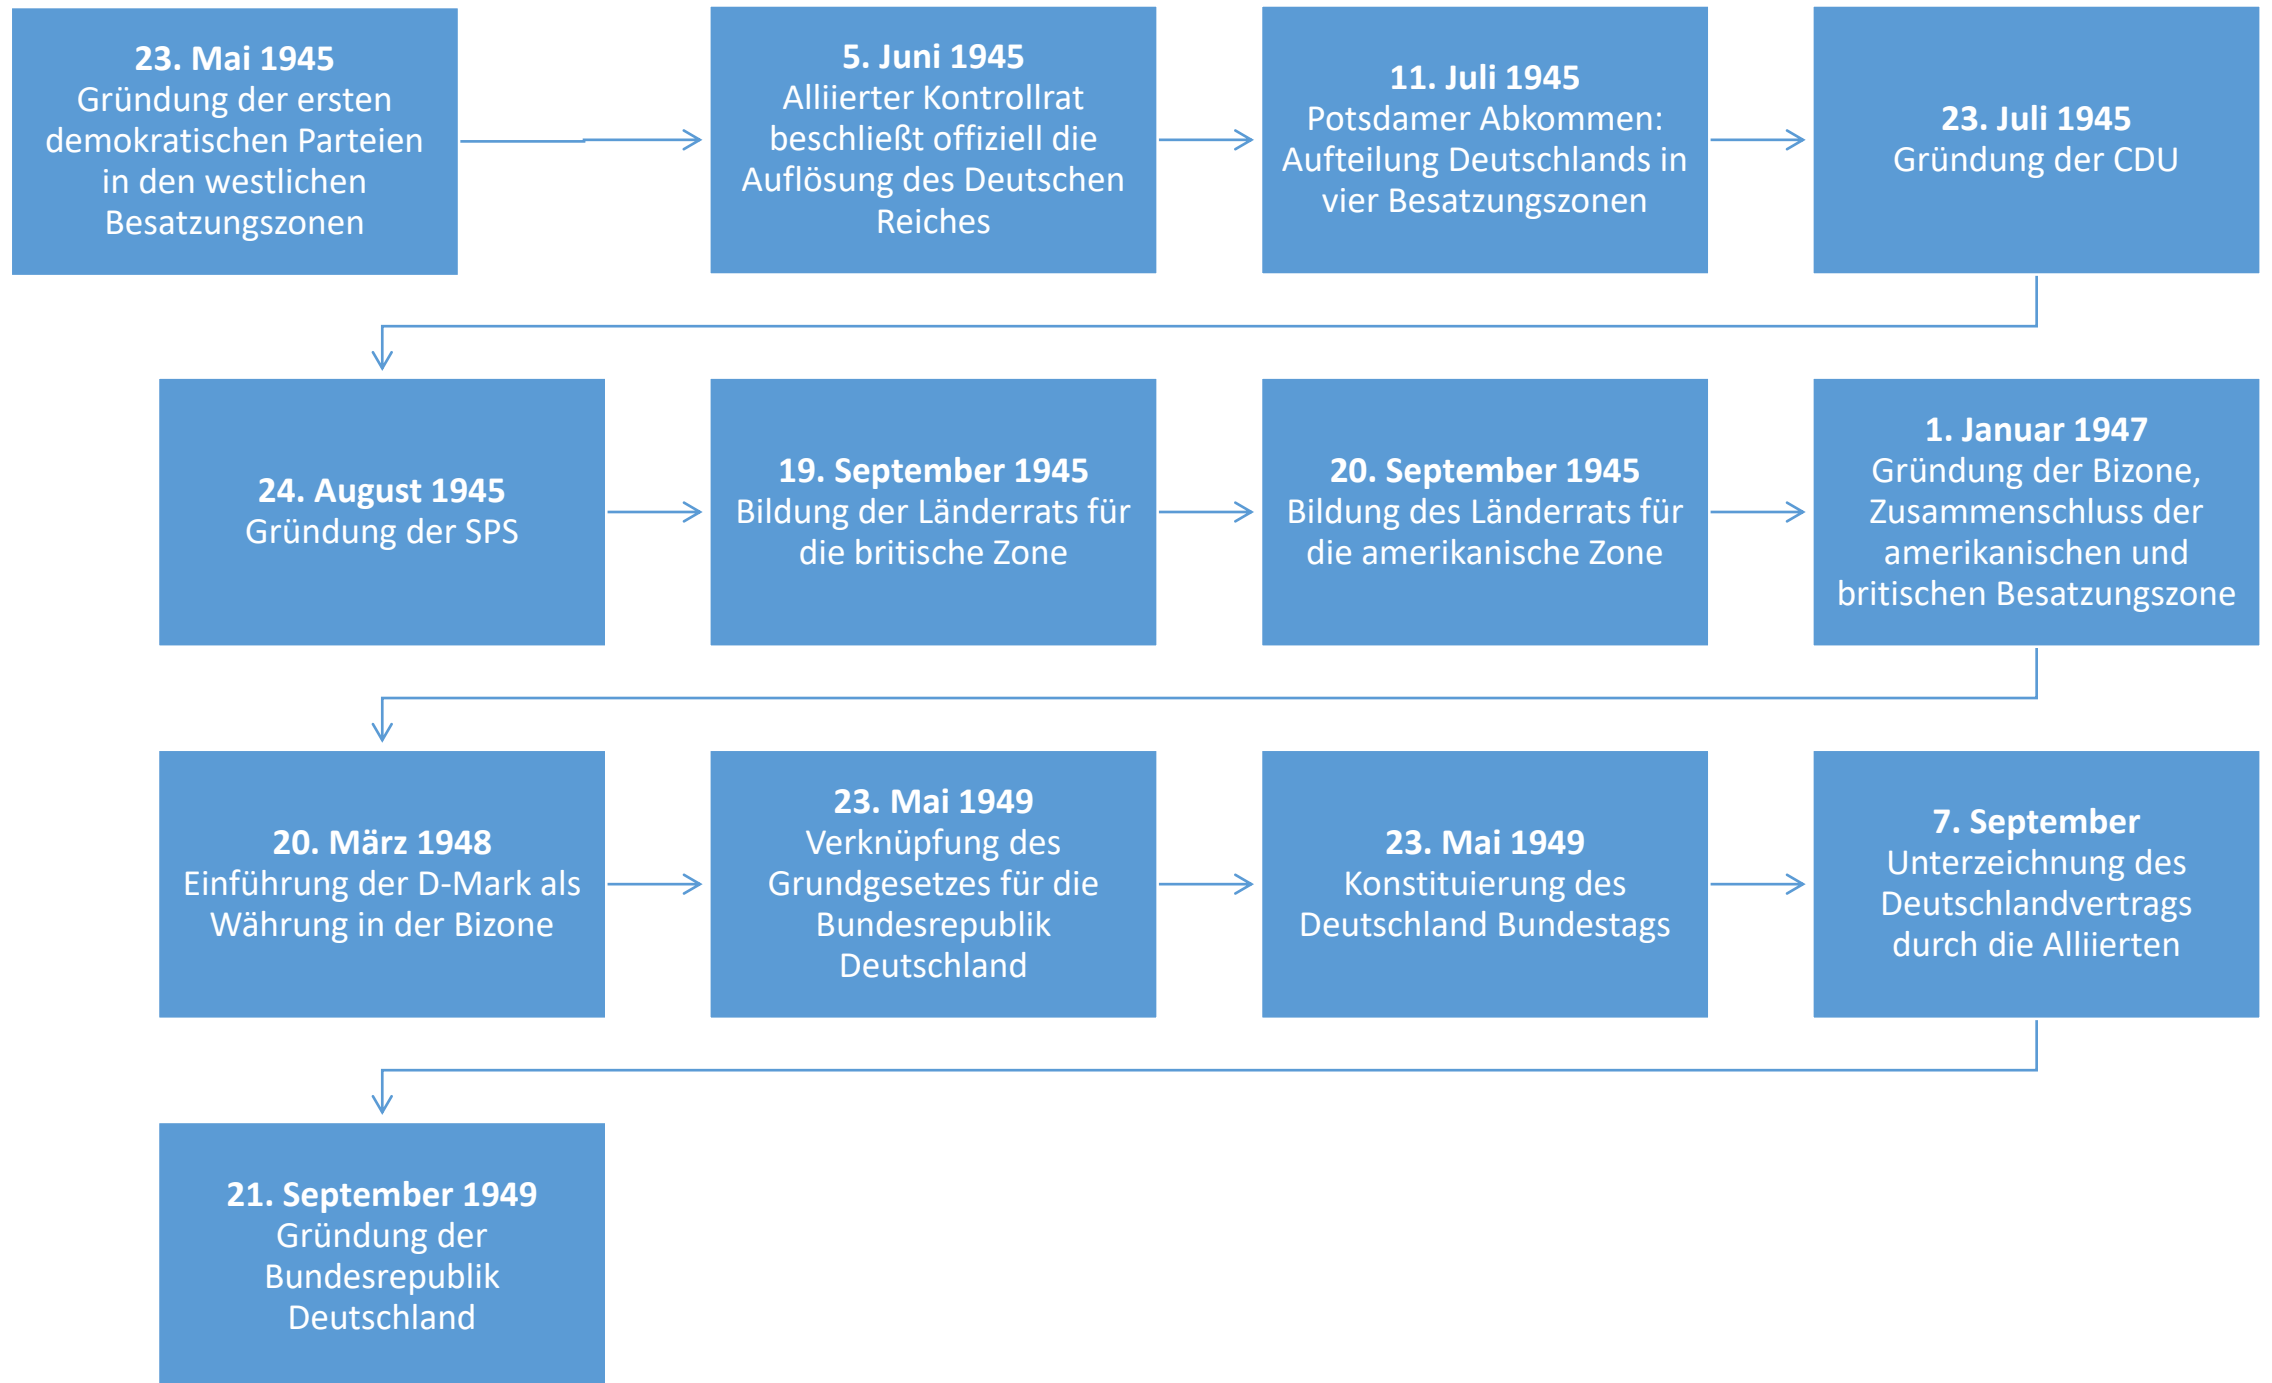 23. Mai 1945
Gründung der ersten
demokratischen Parteien
in den westlichen
Besatzungszonen
5. Juni 1945
Alliierter Kontrollrat
beschließt offiziell die
Auflösung des Deutschen
Reiches
11. Juli 1945
Potsdamer Abkommen:
Aufteilung Deutschlands in
vier Besatzungszonen
23. Juli 1945
Gründung der CDU
24. August 1945
Gründung der SPS
19. September 1945
Bildung der Länderrats für
die britische Zone
20. September 1945
Bildung des Länderrats für
die amerikanische Zone
1. Januar 1947
Gründung der Bizone,
Zusammenschluss der
amerikanischen und
britischen Besatzungszone
20. März 1948
Einführung der D-Mark als
Währung in der Bizone
23. Mai 1949
Verknüpfung des
Grundgesetzes für die
Bundesrepublik
Deutschland
23. Mai 1949
Konstituierung des
Deutschland Bundestags
7. September
Unterzeichnung des
Deutschlandvertrags
durch die Alliierten
21. September 1949
Gründung der
Bundesrepublik
Deutschland